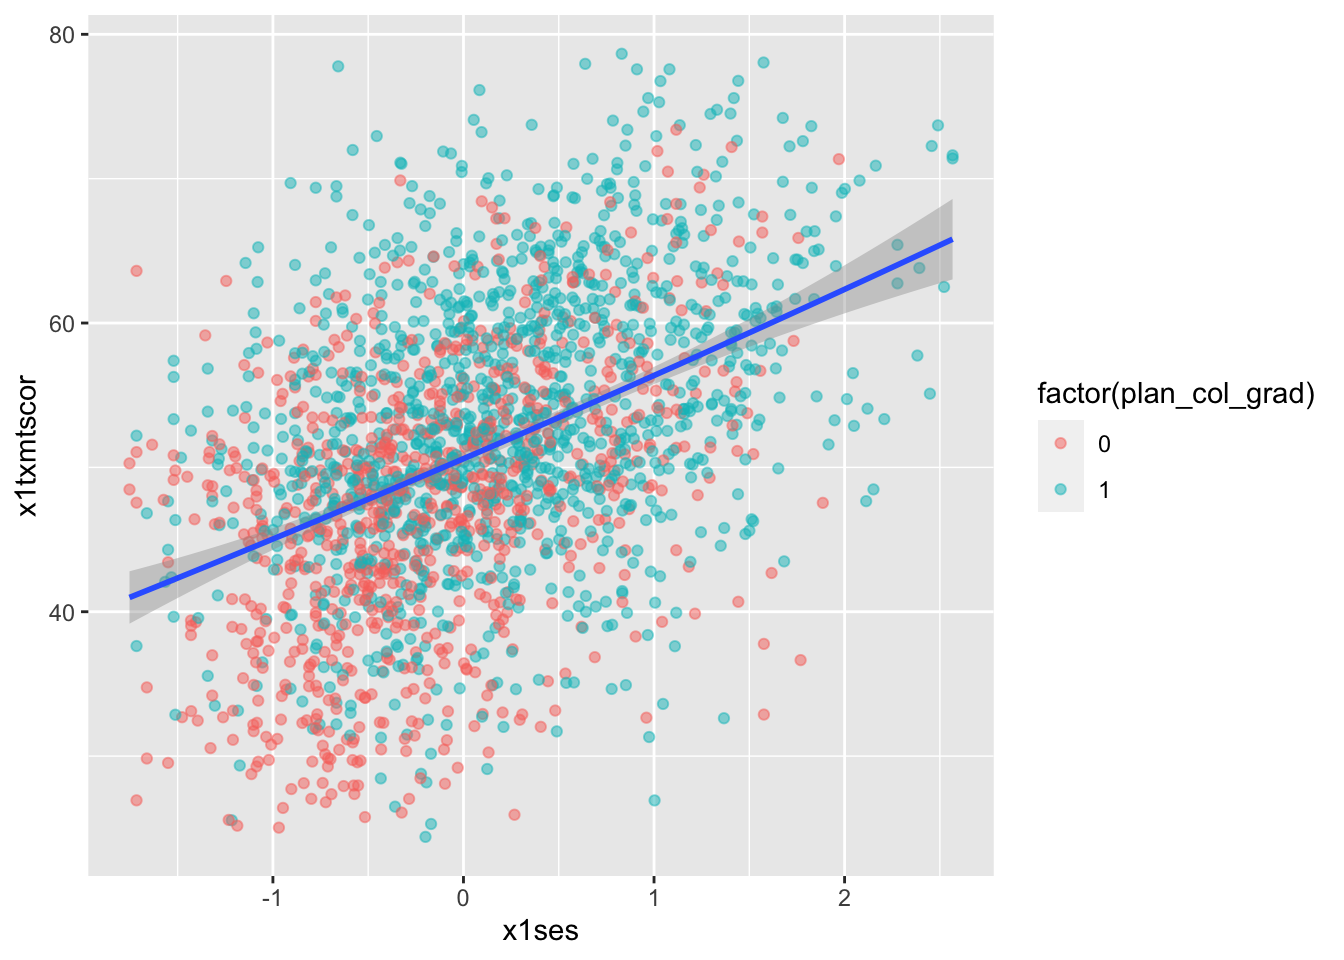 80
60
40
x1txmtscor
-1 0 1 2
x1ses
factor(plan_col_grad)
0
1